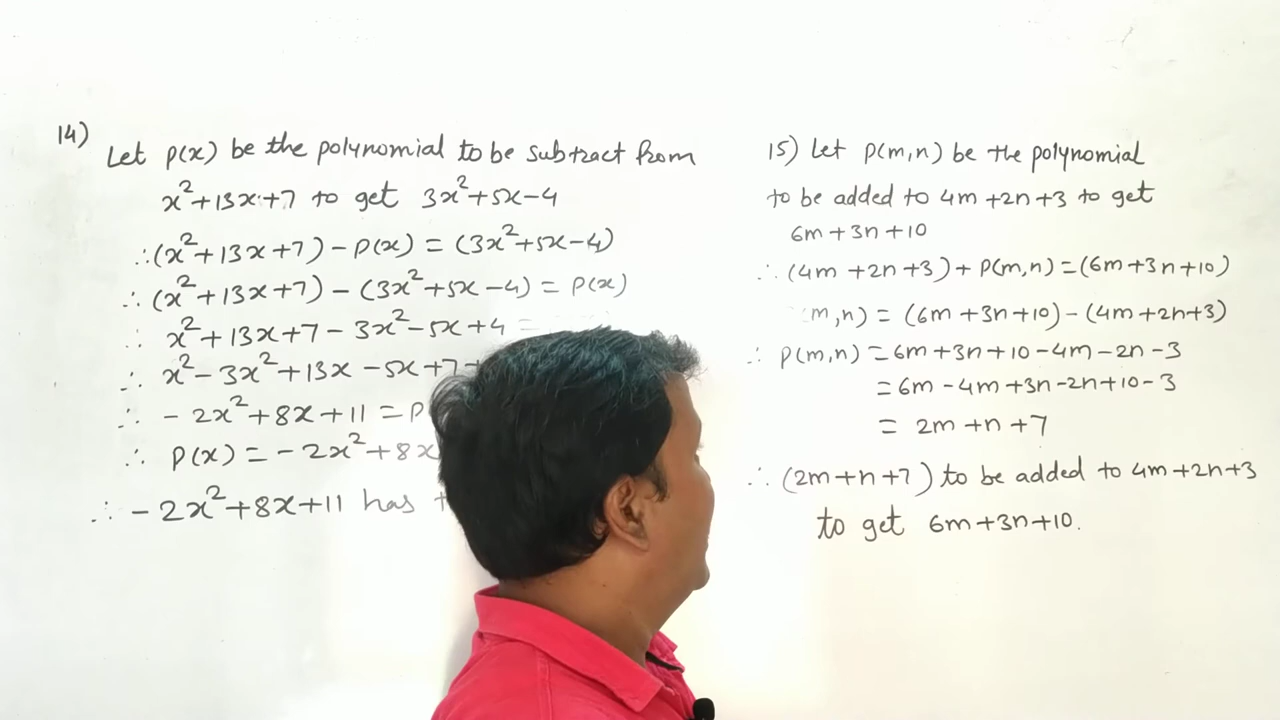 14)
Let p(x) be the polynomial to be subtract from
x²+13x+7 to get 3x²+5x-4
∴(x²+13x+7) - p(x) = (3x²+5x-4)
∴ (x²+13x+7) - (3x²+5x-4) = p(x)
∴ x²+13x+7-3x²-5x+4 =
∴ x²-3x²+13x-5x+7+
∴ -2x²+8x+11 = p
∴ p(x) = -2x²+8x
∴ -2x²+8x+11 has
15) Let p(m,n) be the polynomial
to be added to 4m+2n+3 to get
6m+3n+10
∴ (4m+2n+3) + p(m,n) = (6m+3n+10)
m,n) = (6m+3n+10) - (4m+2n+3)
∴ p(m,n) = 6m+3n+10-4m-2n-3
= 6m-4m+3n-2n+10-3
= 2m+n+7
∴ (2m+n+7) to be added to 4m+2n+3
to get 6m+3n+10.